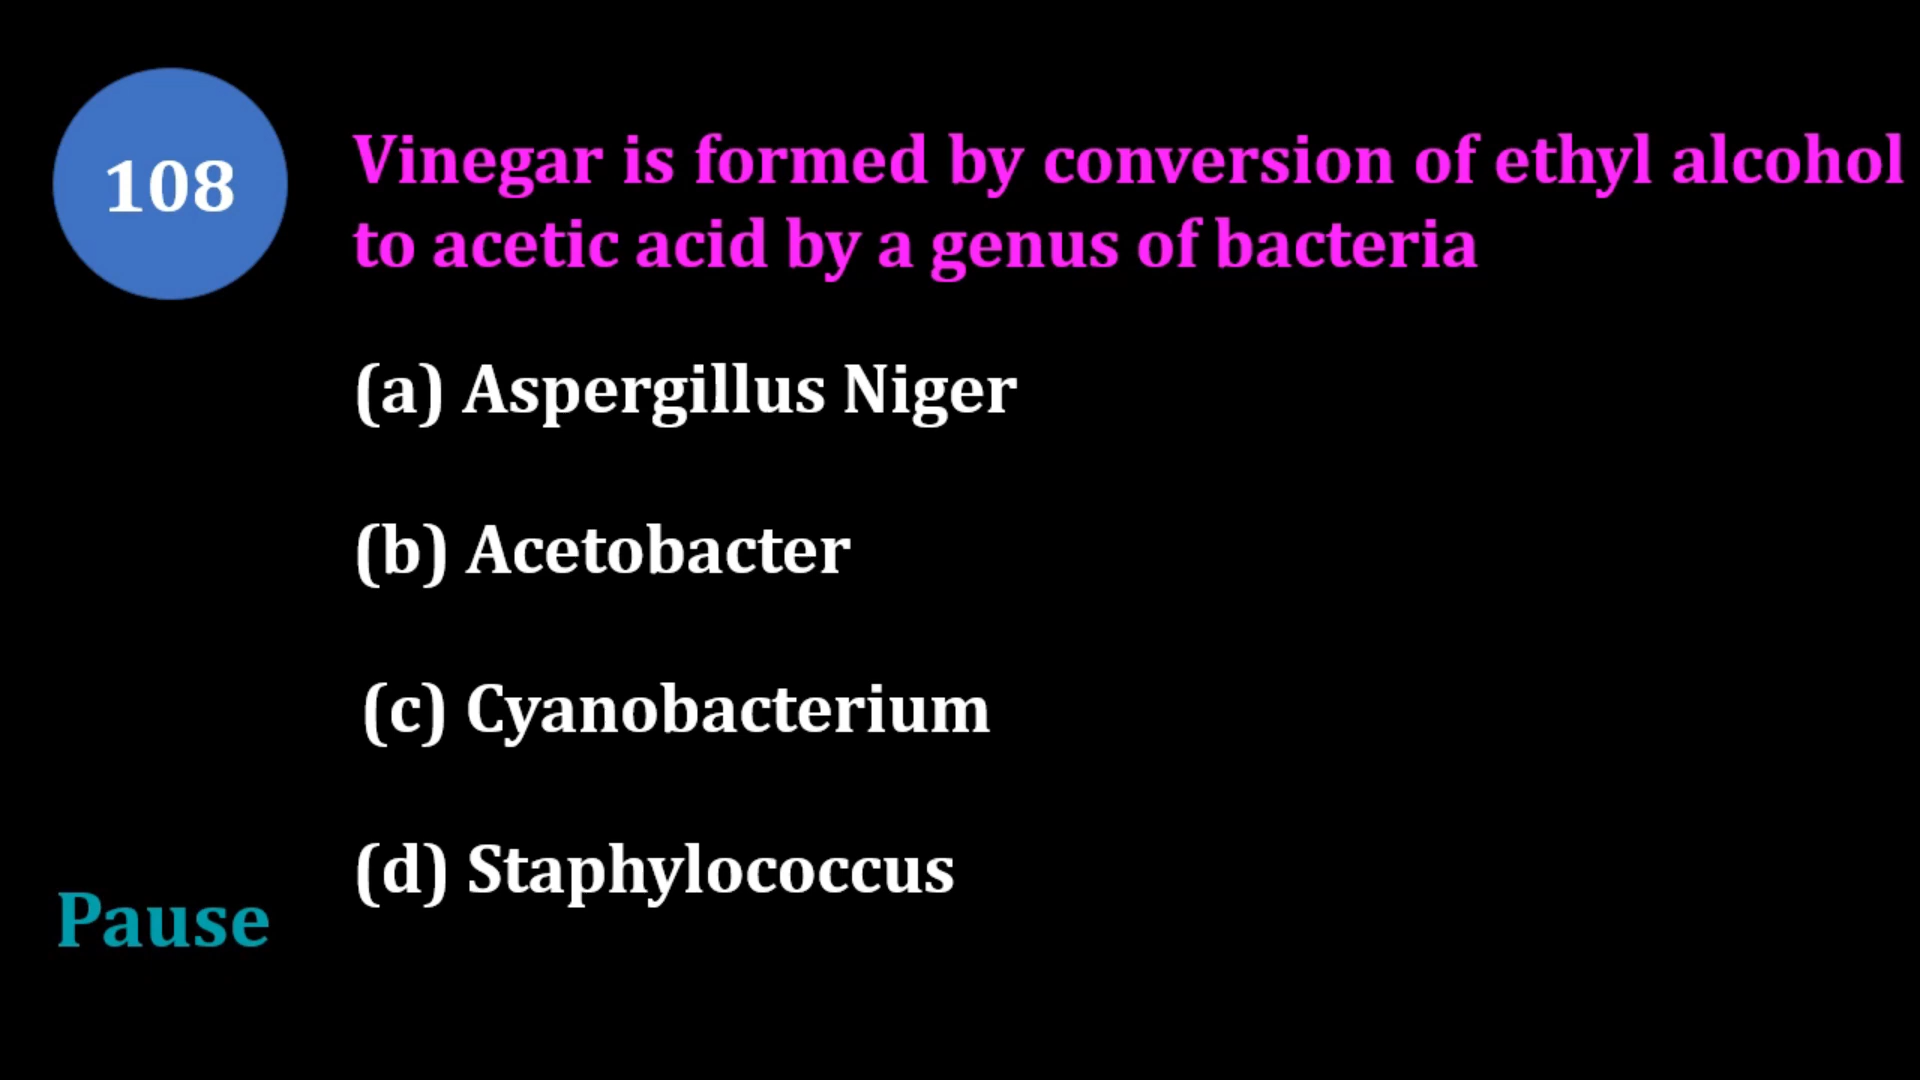 108
Vinegar is formed by conversion of ethyl alcohol
to acetic acid by a genus of bacteria
(a) Aspergillus Niger
(b) Acetobacter
(c) Cyanobacterium
(d) Staphylococcus
Pause